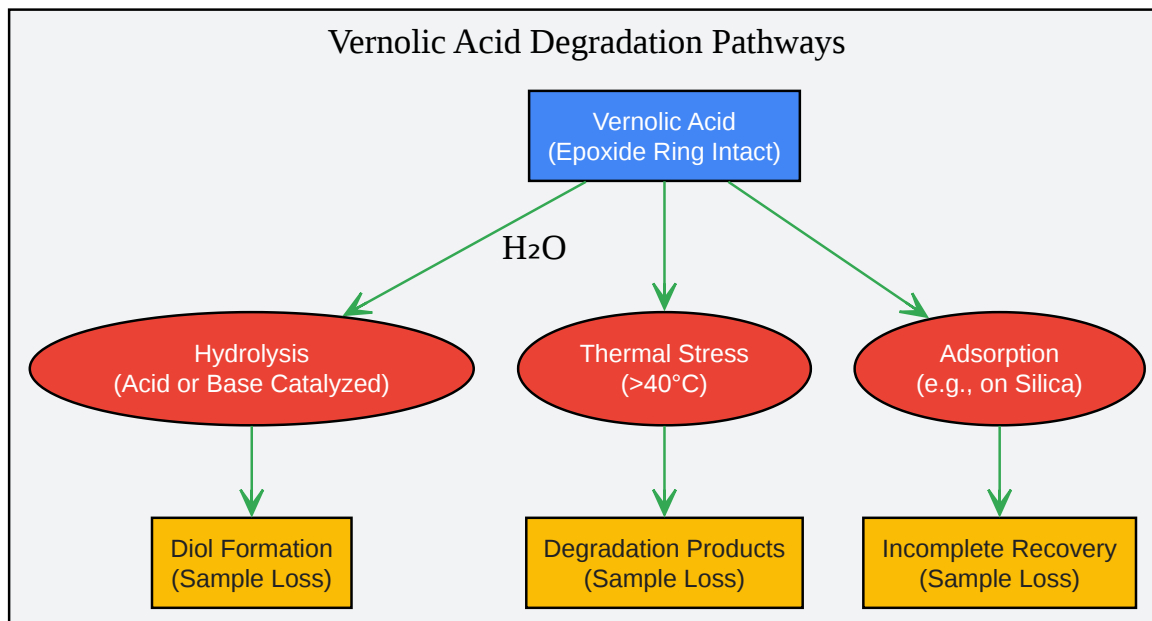 Vernolic Acid Degradation Pathways
Vernolic Acid
(Epoxide Ring Intact)
H₂O
Hydrolysis
(Acid or Base Catalyzed)
Thermal Stress
(>40°C)
Adsorption
(e.g., on Silica)
Diol Formation
(Sample Loss)
Degradation Products
(Sample Loss)
Incomplete Recovery
(Sample Loss)